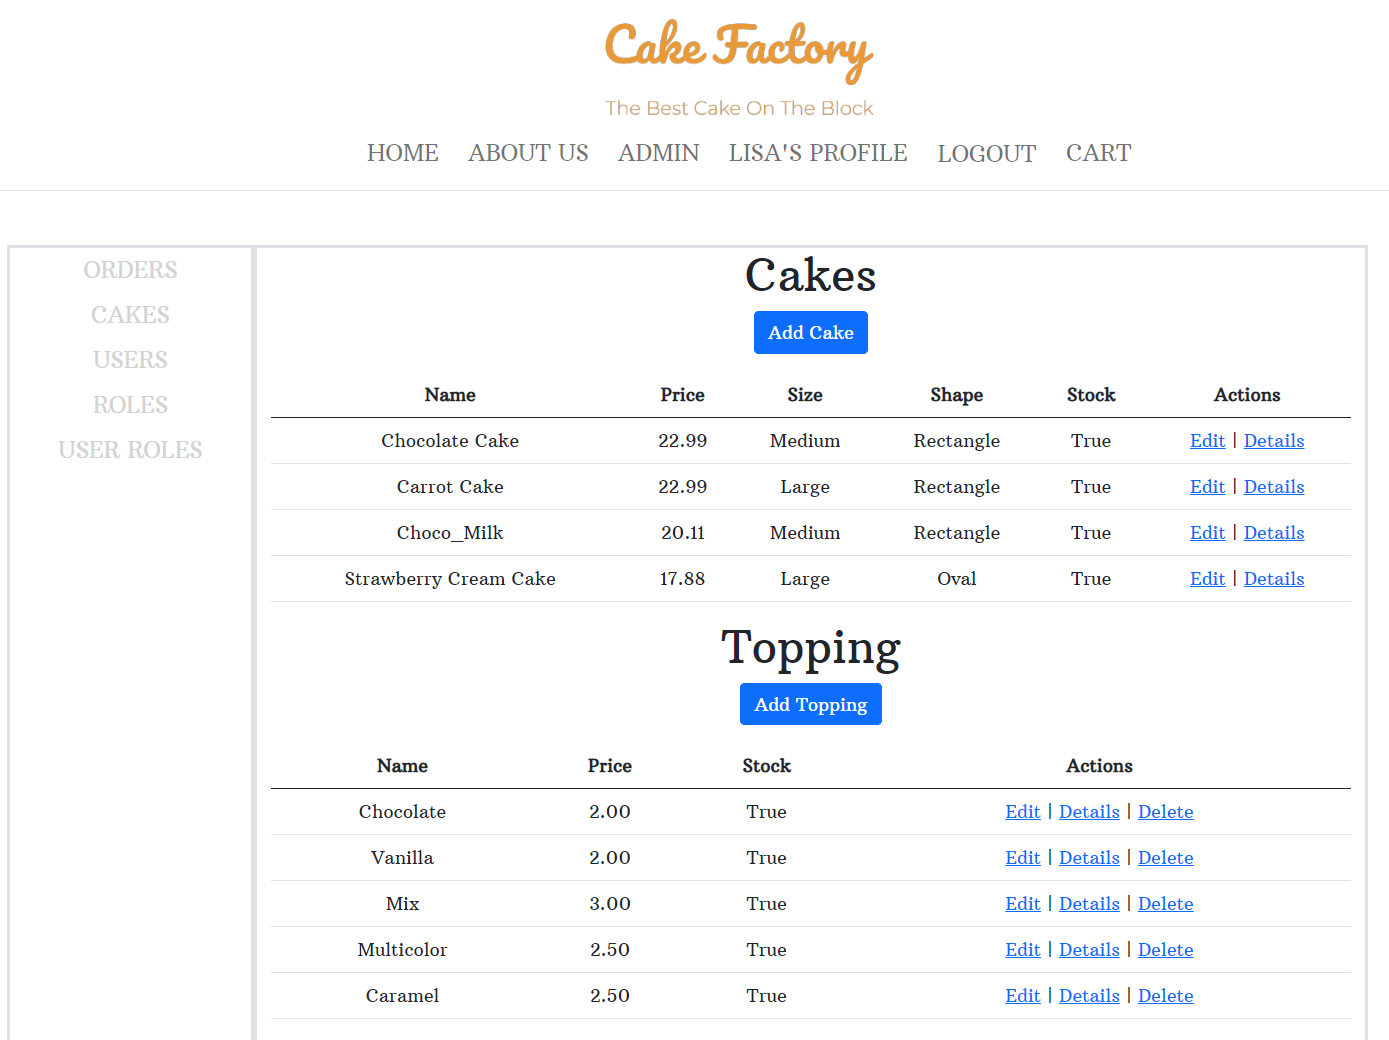 Cake Factory
The Best Cake On The Block
HOME ABOUT US ADMIN LISA'S PROFILE LOGOUT CART
ORDERS
CAKES
USERS
ROLES
USER ROLES
Cakes
Add Cake
Name Price Size Shape Stock Actions
Chocolate Cake 22.99 Medium Rectangle True Edit | Details
Carrot Cake 22.99 Large Rectangle True Edit | Details
Choco_Milk 20.11 Medium Rectangle True Edit | Details
Strawberry Cream Cake 17.88 Large Oval True Edit | Details
Topping
Add Topping
Name Price Stock Actions
Chocolate 2.00 True Edit | Details | Delete
Vanilla 2.00 True Edit | Details | Delete
Mix 3.00 True Edit | Details | Delete
Multicolor 2.50 True Edit | Details | Delete
Caramel 2.50 True Edit | Details | Delete